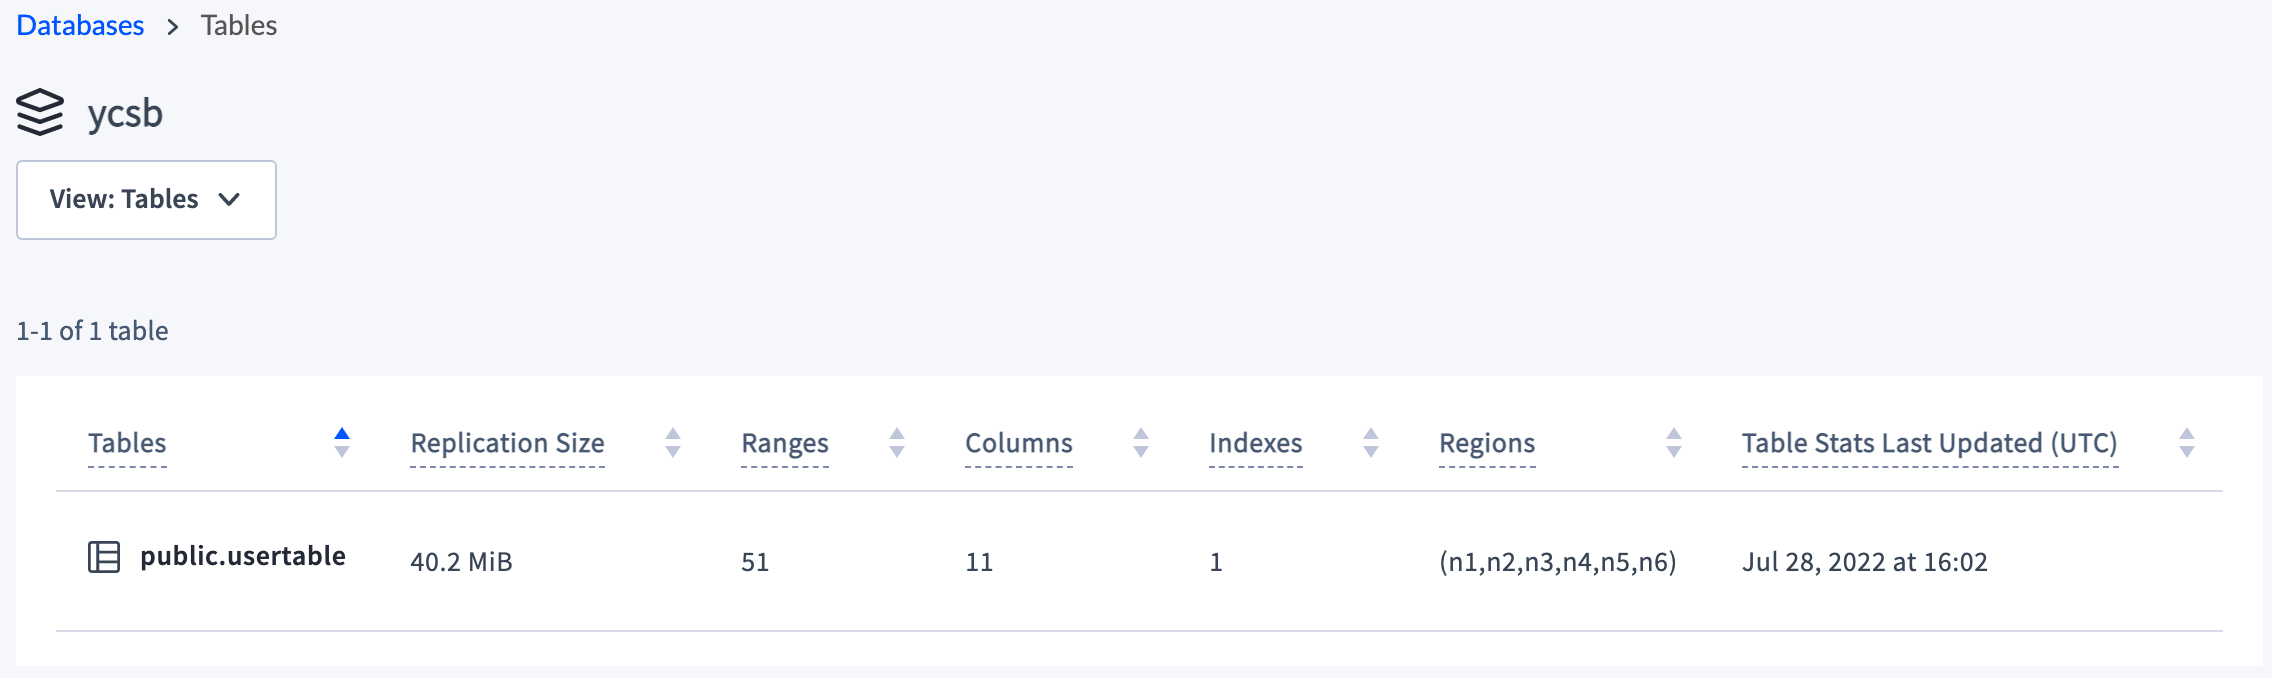 Databases > Tables
ycsb
View: Tables
1-1 of 1 table
Tables Replication Size Ranges Columns Indexes Regions Table Stats Last Updated (UTC)
public.usertable 40.2 MiB 51 11 1 (n1,n2,n3,n4,n5,n6) Jul 28, 2022 at 16:02